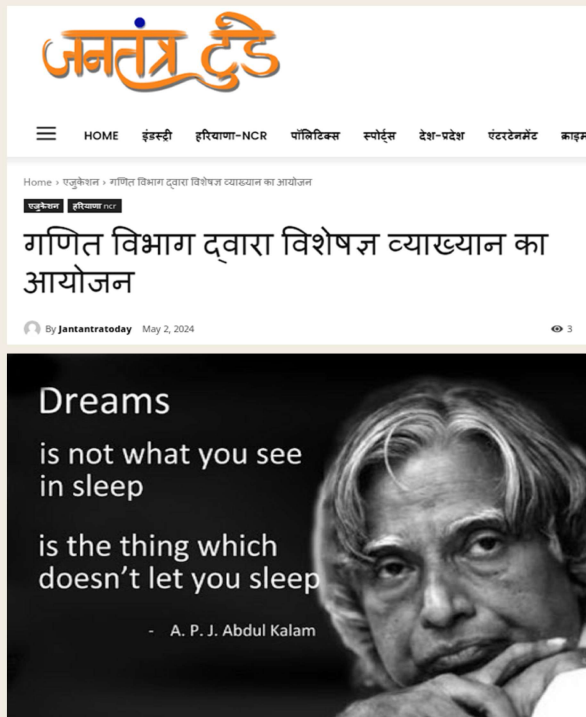 जनतंत्र टुडे
HOME इंडस्ट्री हरियाणा-NCR पॉलिटिक्स स्पोर्ट्स देश-प्रदेश एंटरटेनमेंट क्राइम
Home › एजुकेशन › गणित विभाग द्वारा विशेषज्ञ व्याख्यान का आयोजन
एजुकेशन हरियाणा ncr
गणित विभाग द्वारा विशेषज्ञ व्याख्यान का
आयोजन
By Jantantratoday May 2, 2024 3
Dreams
is not what you see
in sleep
is the thing which
doesn't let you sleep
- A. P. J. Abdul Kalam